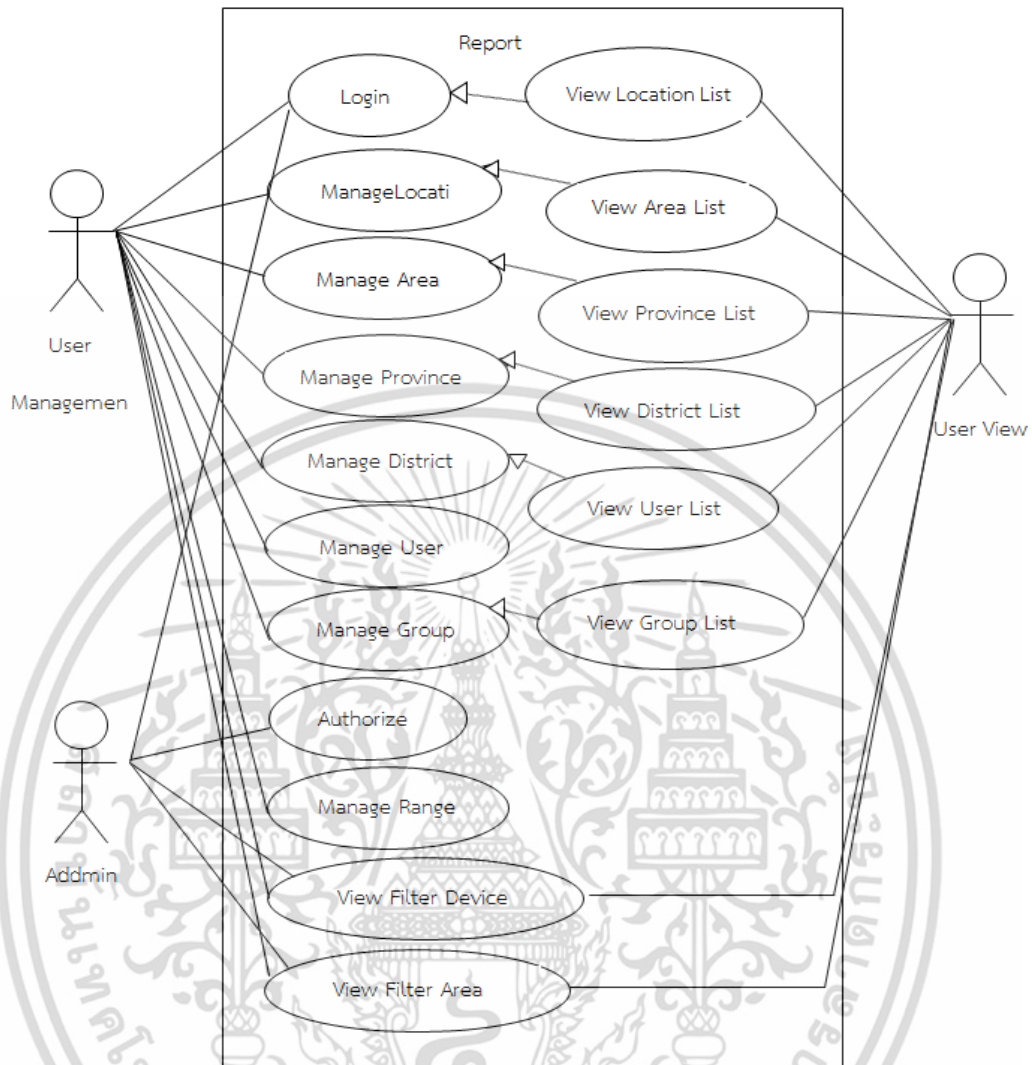 Report
Login
View Location List
ManageLocati
View Area List
Manage Area
View Province List
User
Managemen
Manage Province
View District List
User View
Manage District
View User List
Manage User
Manage Group
View Group List
Authorize
Manage Range
Addmin
View Filter Device
View Filter Area